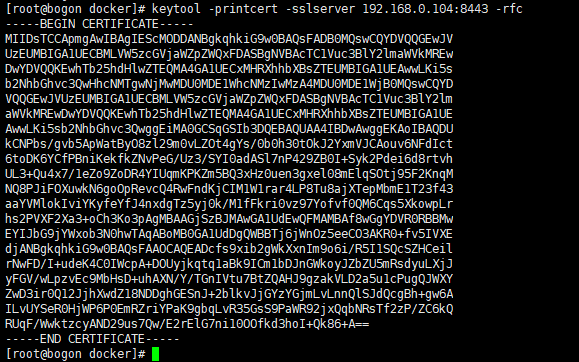 [root@bogon docker]# keytool -printcert -sslserver 192.168.0.104:8443 -rfc
-----BEGIN CERTIFICATE-----
MIIDsTCCApmgAwIBAgIEScMODDANBgkqhkiG9w0BAQsFADB0MQswCQYDVQQGEwJV
UzEUMBIGA1UECBMLVW5zcGVjaWZpZWQxFDASBgNVBAcTC1Vuc3BlY2lmaWVkMREw
DwYDVQQKEwhTb25hdHlwZTEQMA4GA1UECxMHRXhhbXBsZTEUMBIGA1UEAwwLKi5s
b2NhbGhvc3QwHhcNMTgwNjMwMDU0MDE1WhcNMzIwMzA4MDU0MDE1WjB0MQswCQYD
VQQGEwJVUzEUMBIGA1UECBMLVW5zcGVjaWZpZWQxFDASBgNVBAcTC1Vuc3BlY2lm
aWVkMREwDwYDVQQKEwhTb25hdHlwZTEQMA4GA1UECxMHRXhhbXBsZTEUMBIGA1UE
AwwLKi5sb2NhbGhvc3QwggEiMA0GCSqGSIb3DQEBAQUAA4IBDwAwggEKAoIBAQDU
kCNPbs/gvb5ApWatByO8zl29m0vLZOt4gYs/0b0h30tOkJ2YxmVJCAouv6NFdIct
6toDK6YCfPBniKekfkZNvPeG/Uz3/SYI0adASl7nP429ZB0I+Syk2Pdei6d8rtvh
UL3+Qu4x7/1eZo9ZoDR4YIUqmKPKZm5BQ3xHz0uen3gxel08mElqSOtj95F2KnqM
NQ8PJiFOXuwkN6goOpRevcQ4RwFndKjCIM1W1rar4LP8Tu8ajXTepMbmE1T23f43
aaYVMlokIviYKyfeYfJ4nxdgTz5yj0k/M1fFkri0vz97Yofvf0QM6Cqs5XkowpLr
hs2PVXF2Xa3+oCh3Ko3pAgMBAAGjSzBJMAwGA1UdEwQFMAMBAf8wGgYDVR0RBBMw
EYIJbG9jYWxob3N0hwTAqABoMB0GA1UdDgQWBBTj6jWnOz5eeCO3AKR0+fv5IVXE
djANBgkqhkiG9w0BAQsFAAOCAQEADcfs9xib2gWkXxnIm9o6i/R5I1SQcSZHCeil
rNwFD/I+udeK4C0IWcpA+DOUyjkqtq1aBk9ICm1bDJnGWkoyJZbZU5mRsdyuLXjJ
yFGV/wLpzvEc9MbHsD+uhAXN/Y/TGnIVtu7BtZQAHJ9gzakVLD2a5u1cPugQJWXY
ZwD3ir0Q12JjhXwdZ18NDDghGESnJ+2blkvJjGYzYGjmLvLnnQlSJdQcgBh+gw6A
ILvUYSeR0HjWP6P0EmRZriYPaK9gbqLvR35GsS9PaWR92jxQqbNRsTf2zP/ZC6kQ
RUqF/WwktzcyAND29us7Qw/E2rElG7ni10OOfkd3hoI+Qk86+A==
-----END CERTIFICATE-----
[root@bogon docker]#